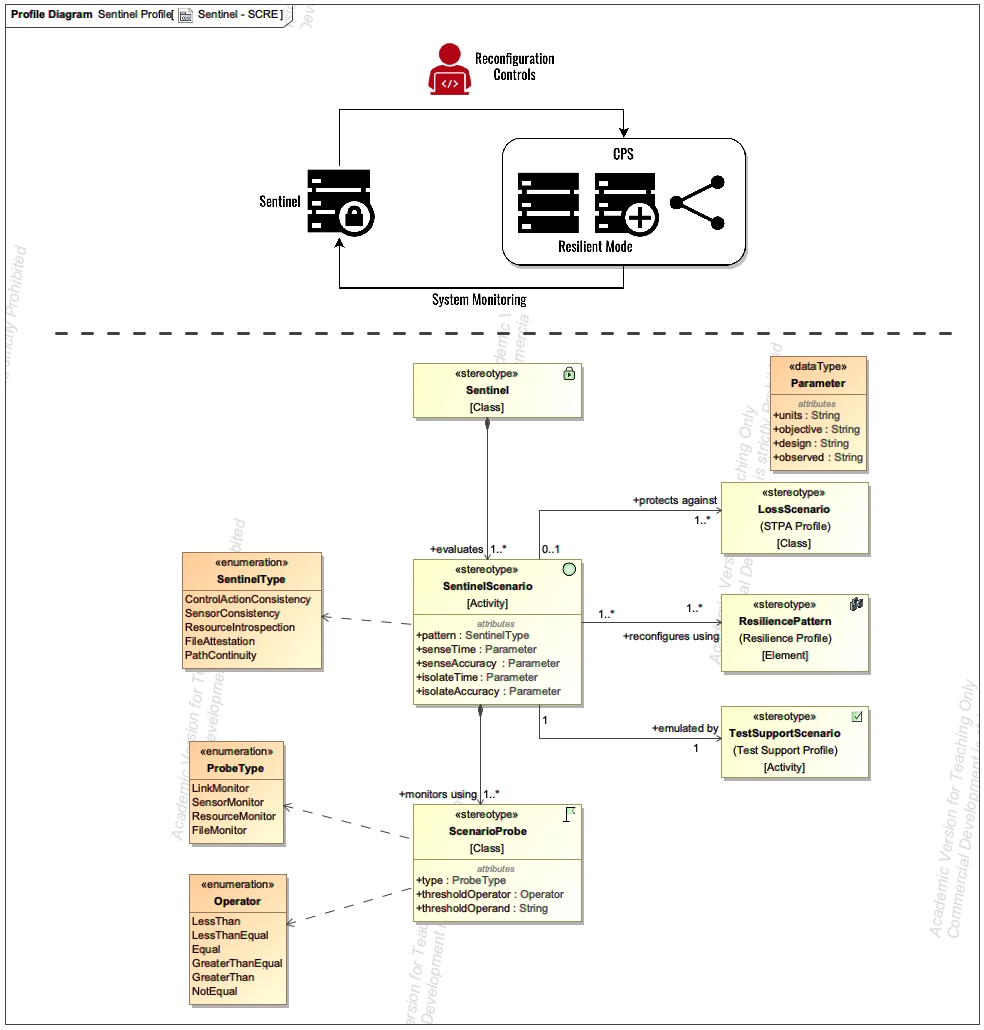 Profile Diagram Sentinel Profile[ Sentinel - SCRE ]
Reconfiguration
Controls
CPS
Sentinel
Resilient Mode
System Monitoring
«stereotype»
Sentinel
[Class]
«dataType»
Parameter
attributes
+units : String
+objective : String
+design : String
+observed : String
+evaluates 1..*
0..1
+protects against
1..*
«stereotype»
LossScenario
(STPA Profile)
[Class]
«enumeration»
SentinelType
ControlActionConsistency
SensorConsistency
ResourceIntrospection
FileAttestation
PathContinuity
«stereotype»
SentinelScenario
[Activity]
attributes
+pattern : SentinelType
+senseTime : Parameter
+senseAccuracy : Parameter
+isolateTime : Parameter
+isolateAccuracy : Parameter
1..*
1..*
+reconfigures using
«stereotype»
ResiliencePattern
(Resilience Profile)
[Element]
1
+emulated by
1
«stereotype»
TestSupportScenario
(Test Support Profile)
[Activity]
«enumeration»
ProbeType
LinkMonitor
SensorMonitor
ResourceMonitor
FileMonitor
+monitors using 1..*
«stereotype»
ScenarioProbe
[Class]
attributes
+type : ProbeType
+thresholdOperator : Operator
+thresholdOperand : String
«enumeration»
Operator
LessThan
LessThanEqual
Equal
GreaterThanEqual
GreaterThan
NotEqual
Academic Version for Teaching Only
Commercial Development is